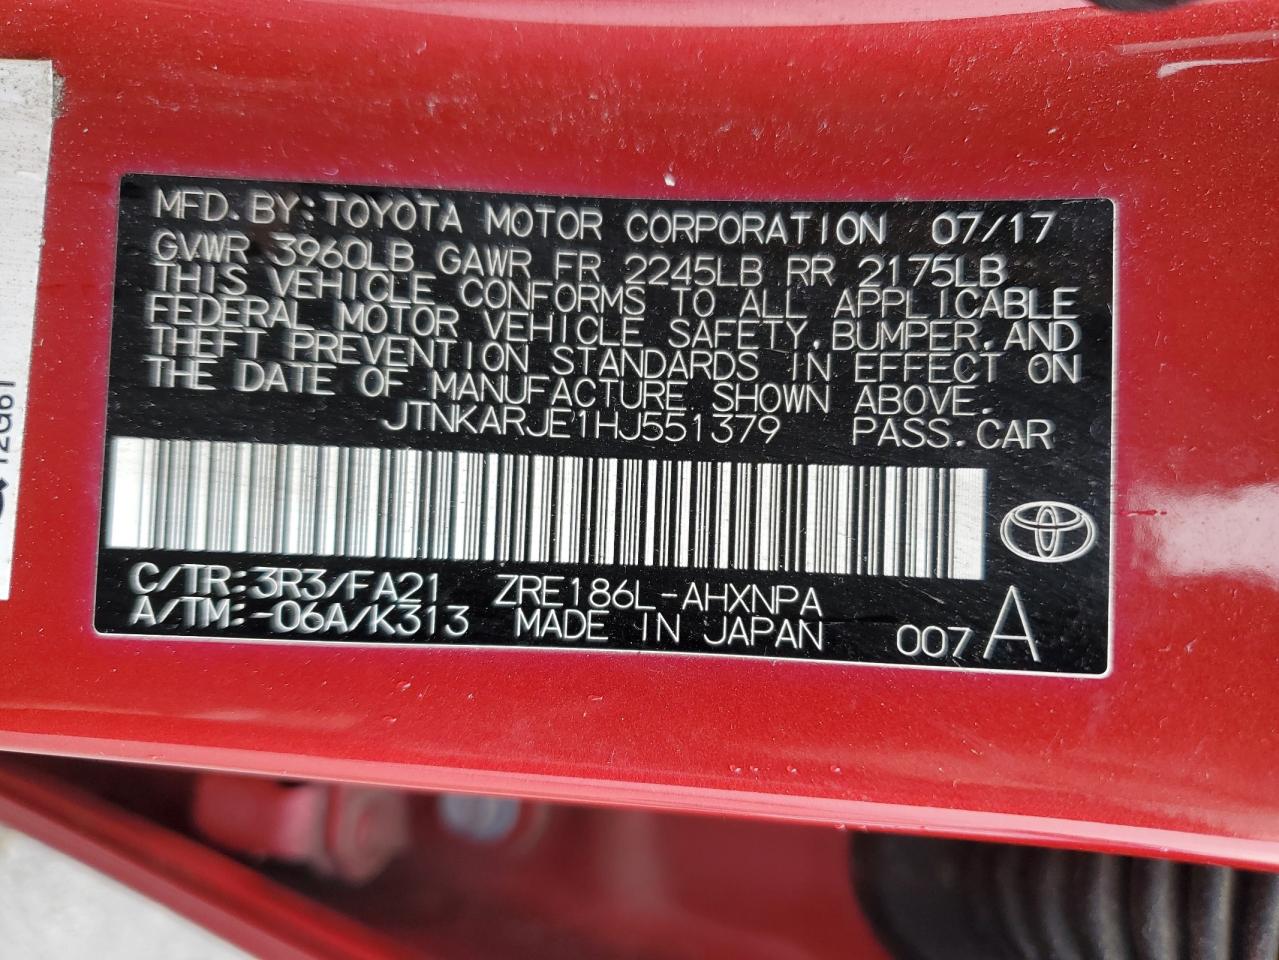 MFD. BY: TOYOTA MOTOR CORPORATION 07/17
GVWR 3960LB GAWR FR 2245LB RR 2175LB
THIS VEHICLE CONFORMS TO ALL APPLICABLE
FEDERAL MOTOR VEHICLE SAFETY, BUMPER, AND
THEFT PREVENTION STANDARDS IN EFFECT ON
THE DATE OF MANUFACTURE SHOWN ABOVE.
JTNKARJE1HJ551379 PASS. CAR
C/TR: 3R3/FA21 ZRE186L-AHXNPA
A/TM: -06A/K313 MADE IN JAPAN 007 A